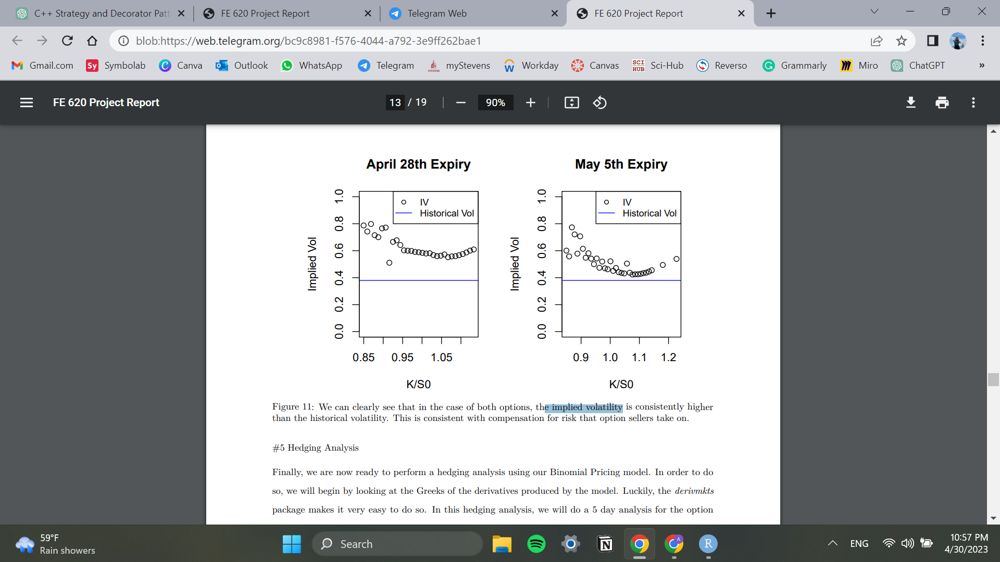 C++ Strategy and Decorator Patt
FE 620 Project Report
Telegram Web
FE 620 Project Report
blob:https://web.telegram.org/bc9c8981-f576-4044-a792-3e9ff262bae1
Gmail.com
Sy Symbolab
Canva
Outlook
WhatsApp
Telegram
STEVENS myStevens
Workday
Canvas
SCI HUB Sci-Hub
Reverso
Grammarly
Miro
ChatGPT
»
FE 620 Project Report
13 / 19
90%
April 28th Expiry
Implied Vol
1.0
0.8
0.6
0.4
0.2
0.0
IV
Historical Vol
0.85 0.95 1.05
K/S0
May 5th Expiry
Implied Vol
1.0
0.8
0.6
0.4
0.2
0.0
IV
Historical Vol
0.9 1.0 1.1 1.2
K/S0
Figure 11: We can clearly see that in the case of both options, the implied volatility is consistently higher
than the historical volatility. This is consistent with compensation for risk that option sellers take on.
#5 Hedging Analysis
Finally, we are now ready to perform a hedging analysis using our Binomial Pricing model. In order to do
so, we will begin by looking at the Greeks of the derivatives produced by the model. Luckily, the derivmkts
package makes it very easy to do so. In this hedging analysis, we will do a 5 day analysis for the option
59°F
Rain showers
Search
N
A
R
ENG
10:57 PM
4/30/2023